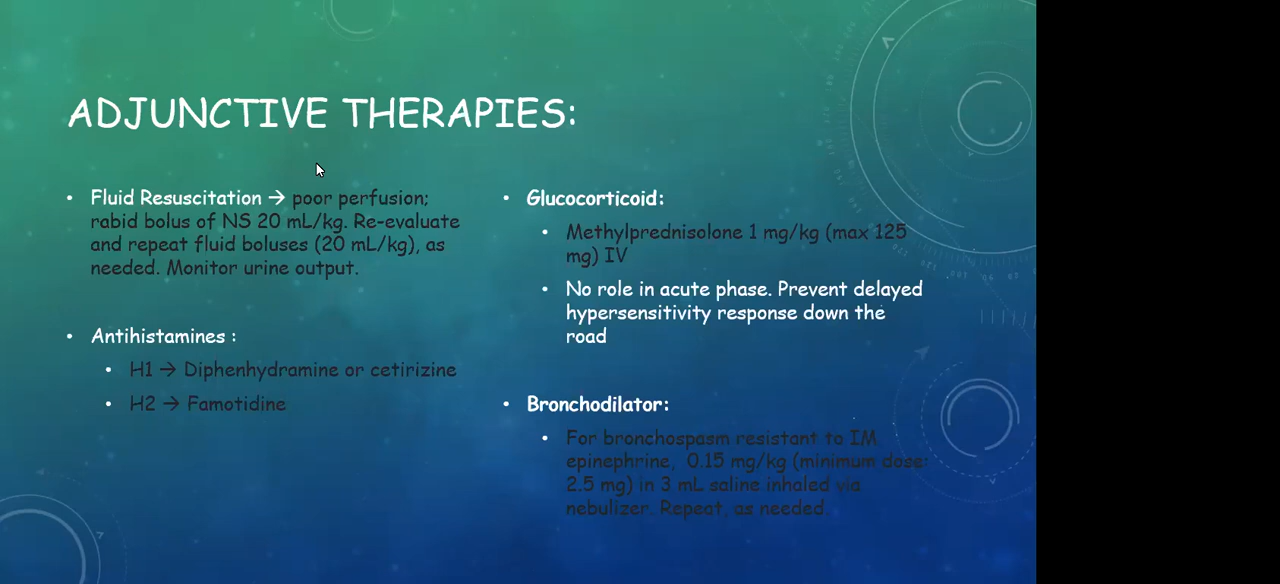 ADJUNCTIVE THERAPIES:
• Fluid Resuscitation → poor perfusion;
rabid bolus of NS 20 mL/kg. Re-evaluate
and repeat fluid boluses (20 mL/kg), as
needed. Monitor urine output.
• Antihistamines :
• H1 → Diphenhydramine or cetirizine
• H2 → Famotidine
• Glucocorticoid:
• Methylprednisolone 1 mg/kg (max 125
mg) IV
• No role in acute phase. Prevent delayed
hypersensitivity response down the
road
• Bronchodilator:
• For bronchospasm resistant to IM
epinephrine, 0.15 mg/kg (minimum dose:
2.5 mg) in 3 mL saline inhaled via
nebulizer. Repeat, as needed.